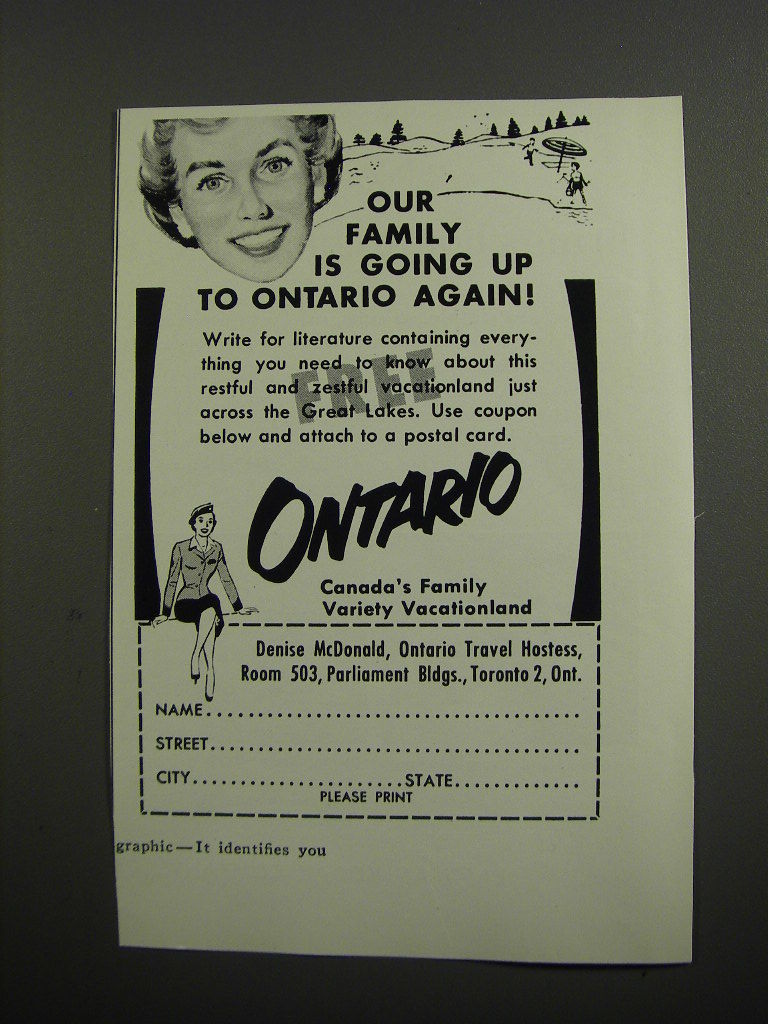 OUR
FAMILY
IS GOING UP
TO ONTARIO AGAIN!
FREE
Write for literature containing every-
thing you need to know about this
restful and zestful vacationland just
across the Great Lakes. Use coupon
below and attach to a postal card.
ONTARIO
Canada's Family
Variety Vacationland
Denise McDonald, Ontario Travel Hostess,
Room 503, Parliament Bldgs., Toronto 2, Ont.
NAME......................................
STREET......................................
CITY......................STATE.............
PLEASE PRINT
graphic—It identifies you